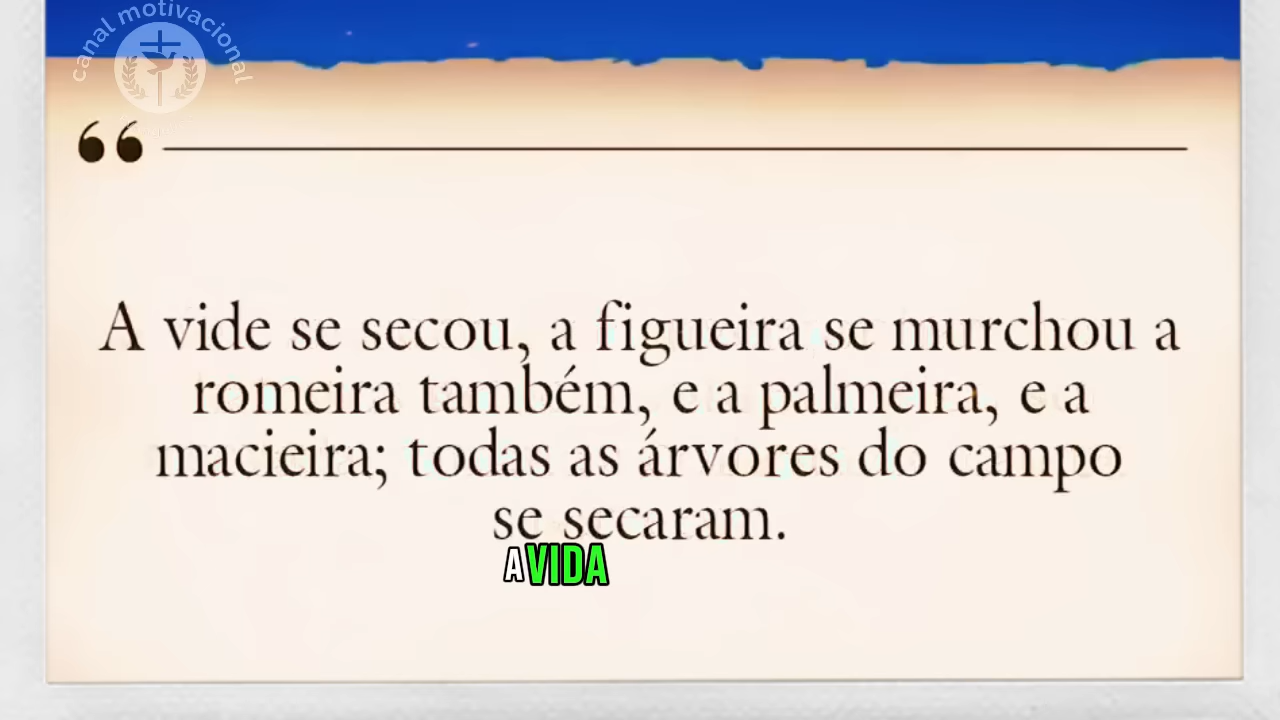 canal motivacional
“
A vide se secou, a figueira se murchou a
romeira também, e a palmeira, e a
macieira; todas as árvores do campo
se secaram.
A VIDA